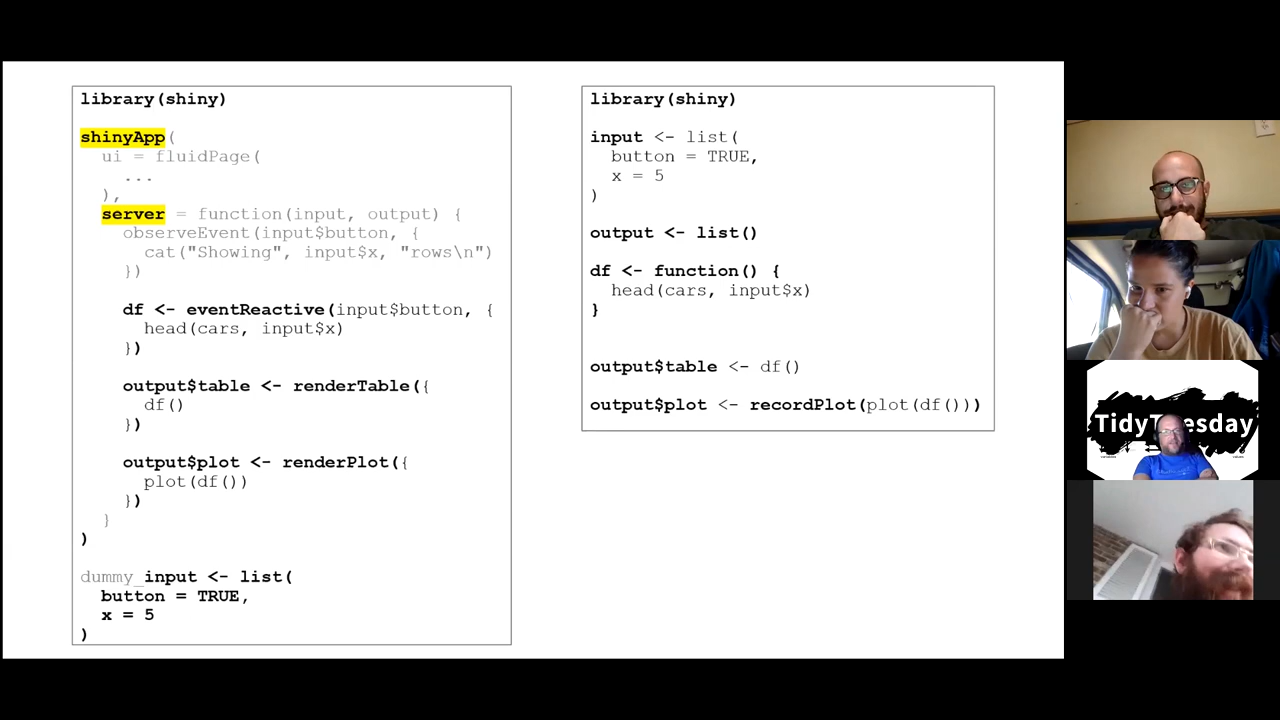 library(shiny)
shinyApp(
ui = fluidPage(
...
),
server = function(input, output) {
observeEvent(input$button, {
cat("Showing", input$x, "rows\n")
})
df <- eventReactive(input$button, {
head(cars, input$x)
})
output$table <- renderTable({
df()
})
output$plot <- renderPlot({
plot(df())
})
}
)
dummy_input <- list(
button = TRUE,
x = 5
)
library(shiny)
input <- list(
button = TRUE,
x = 5
)
output <- list()
df <- function() {
head(cars, input$x)
}
output$table <- df()
output$plot <- recordPlot(plot(df()))